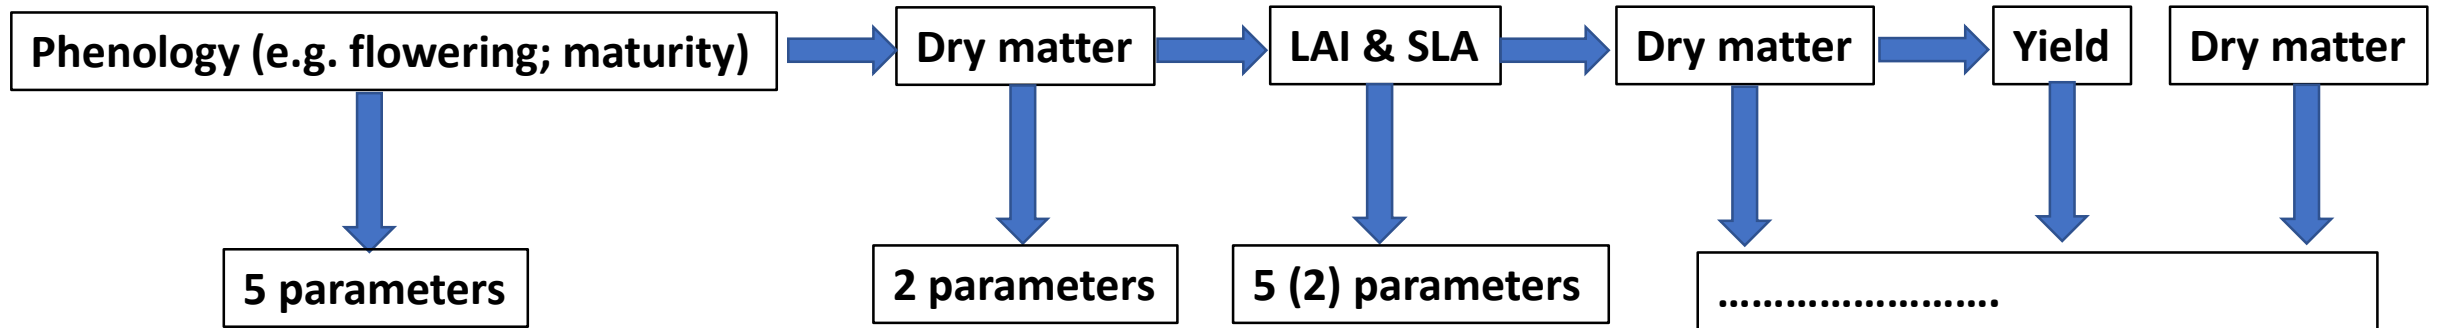 Phenology (e.g. flowering; maturity)
Dry matter
LAI & SLA
Dry matter
Yield
Dry matter
5 parameters
2 parameters
5 (2) parameters
……………………..